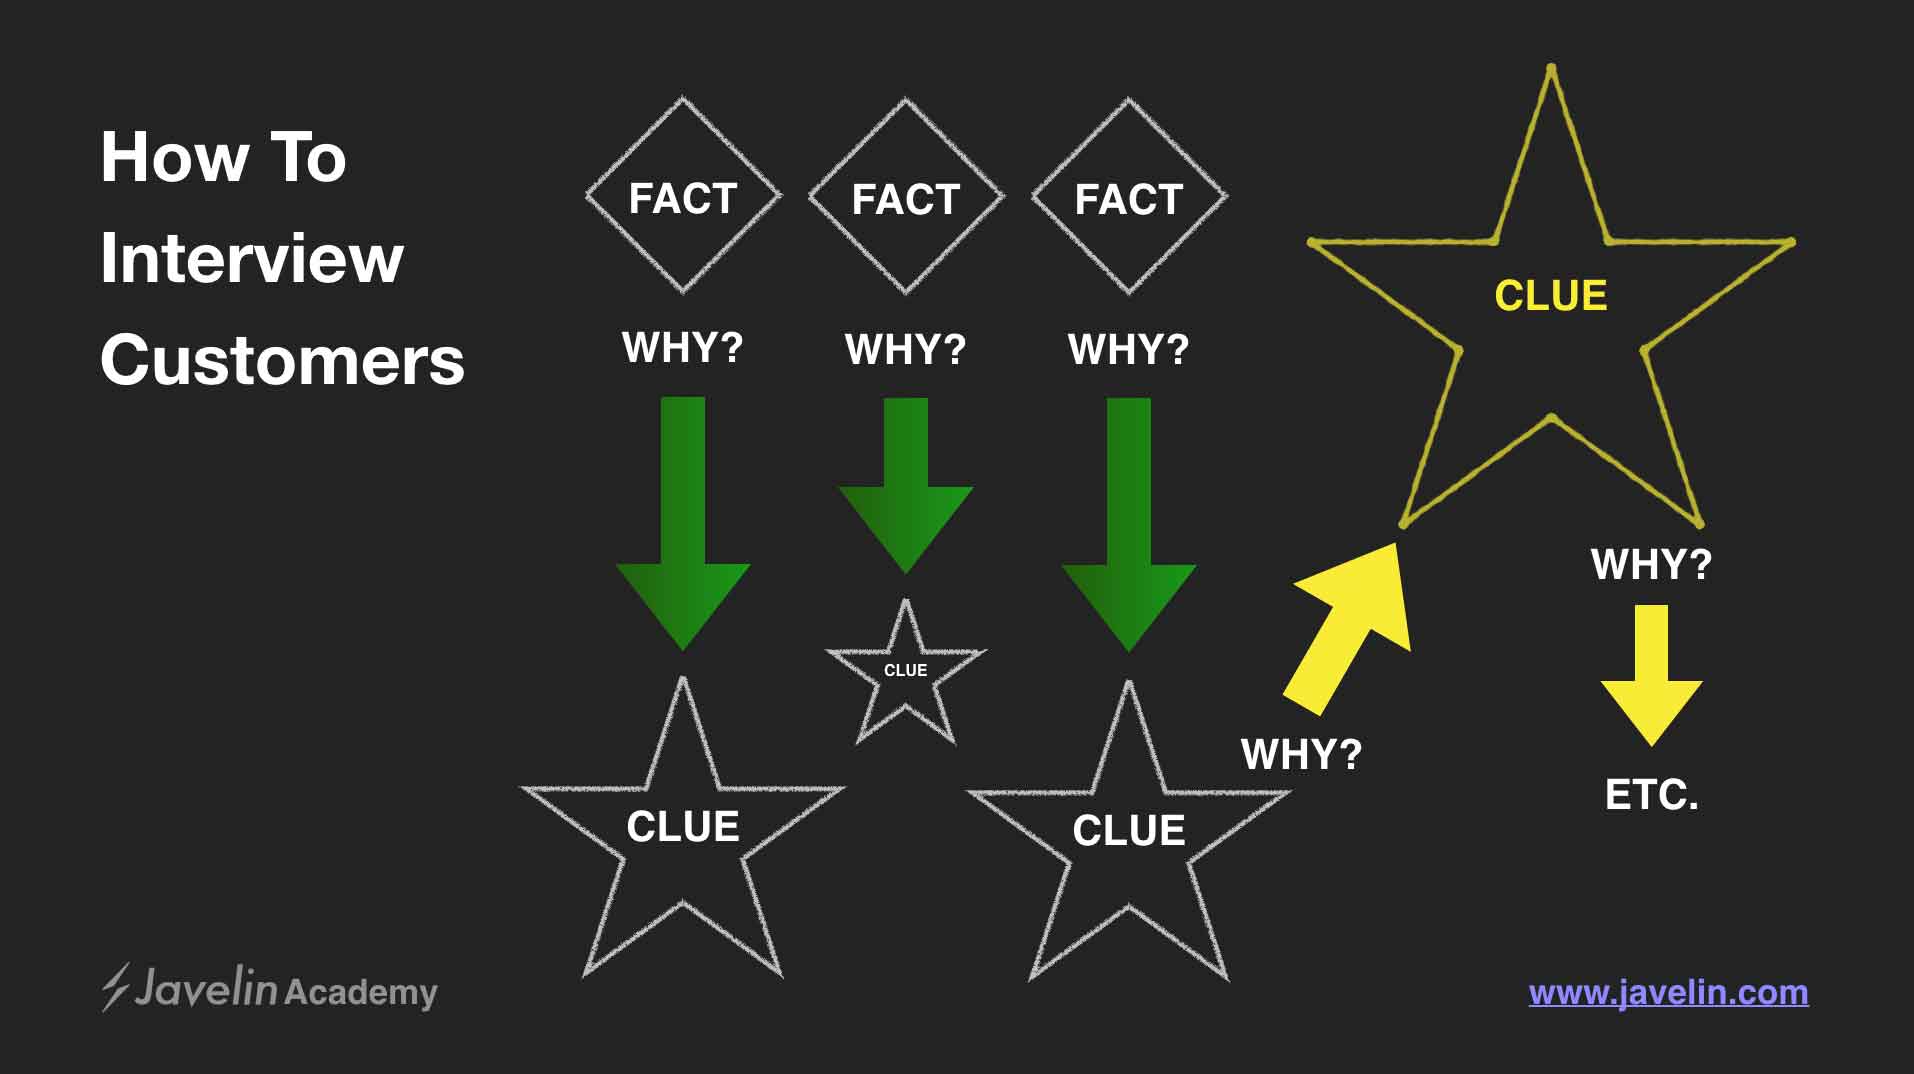 How To
Interview
Customers
FACT
FACT
FACT
WHY?
WHY?
WHY?
CLUE
CLUE
CLUE
WHY?
CLUE
WHY?
ETC.
Javelin Academy
www.javelin.com